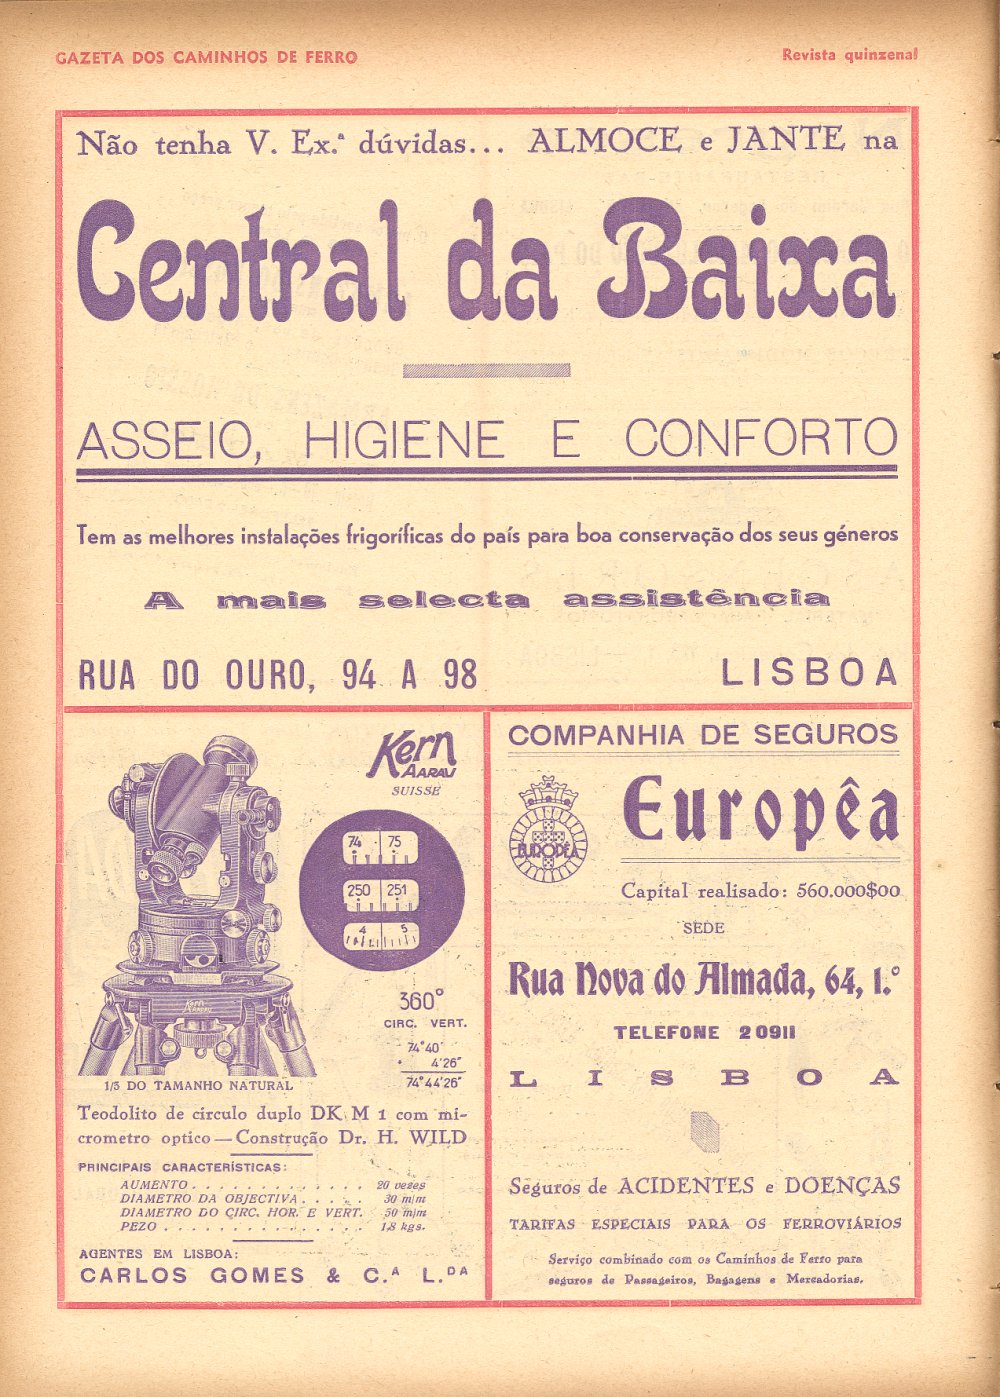 GAZETA DOS CAMINHOS DE FERRO
Revista quinzenal
Não tenha V. Ex.ª dúvidas... ALMOCE e JANTE na
Central da Baixa
ASSEIO, HIGIENE E CONFORTO
Tem as melhores instalações frigoríficas do país para boa conservação dos seus géneros
A mais selecta assistência
RUA DO OURO, 94 A 98
LISBOA
Kern
AARAU
SUISSE
74 75
250 251
4 5
Kern
AARAU
360°
CIRC. VERT.
74°40'
4'26"
74°44'26"
1/3 DO TAMANHO NATURAL
Teodolito de circulo duplo DK M 1 com mi-
crometro optico — Construção Dr. H. WILD
PRINCIPAIS CARACTERÍSTICAS:
AUMENTO . . . . . . . . . . . . . 20 vezes
DIAMETRO DA OBJECTIVA . . . . . 30 m/m
DIAMETRO DO CIRC. HOR. E VERT. 50 m/m
PEZO . . . . . . . . . . . . . . . 1,8 kgs.
AGENTES EM LISBOA:
CARLOS GOMES & C.ª L.DA
COMPANHIA DE SEGUROS
EUROPÊA
Européa
Capital realisado: 560.000$00
SEDE
Rua Nova do Almada, 64, 1.°
TELEFONE 20911
LISBOA
Seguros de ACIDENTES e DOENÇAS
TARIFAS ESPECIAIS PARA OS FERROVIÁRIOS
Serviço combinado com os Caminhos de Ferro para
seguros de Passageiros, Bagagens e Mercadorias.